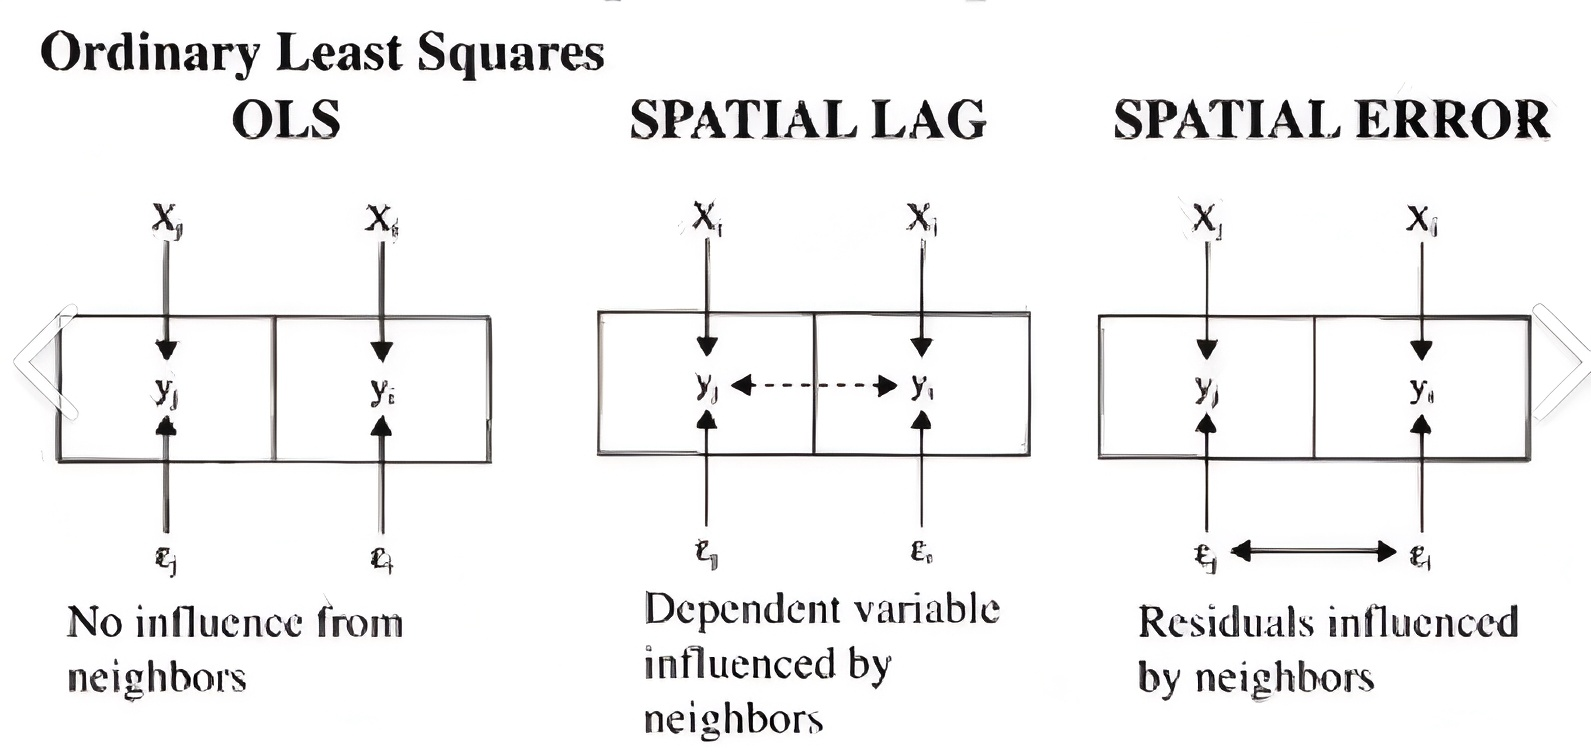 Ordinary Least Squares
OLS
SPATIAL LAG
SPATIAL ERROR
X X
y y
ε ε
No influence from
neighbors
X X
y y
ε ε
Dependent variable
influenced by
neighbors
X X
y y
ε ε
Residuals influenced
by neighbors